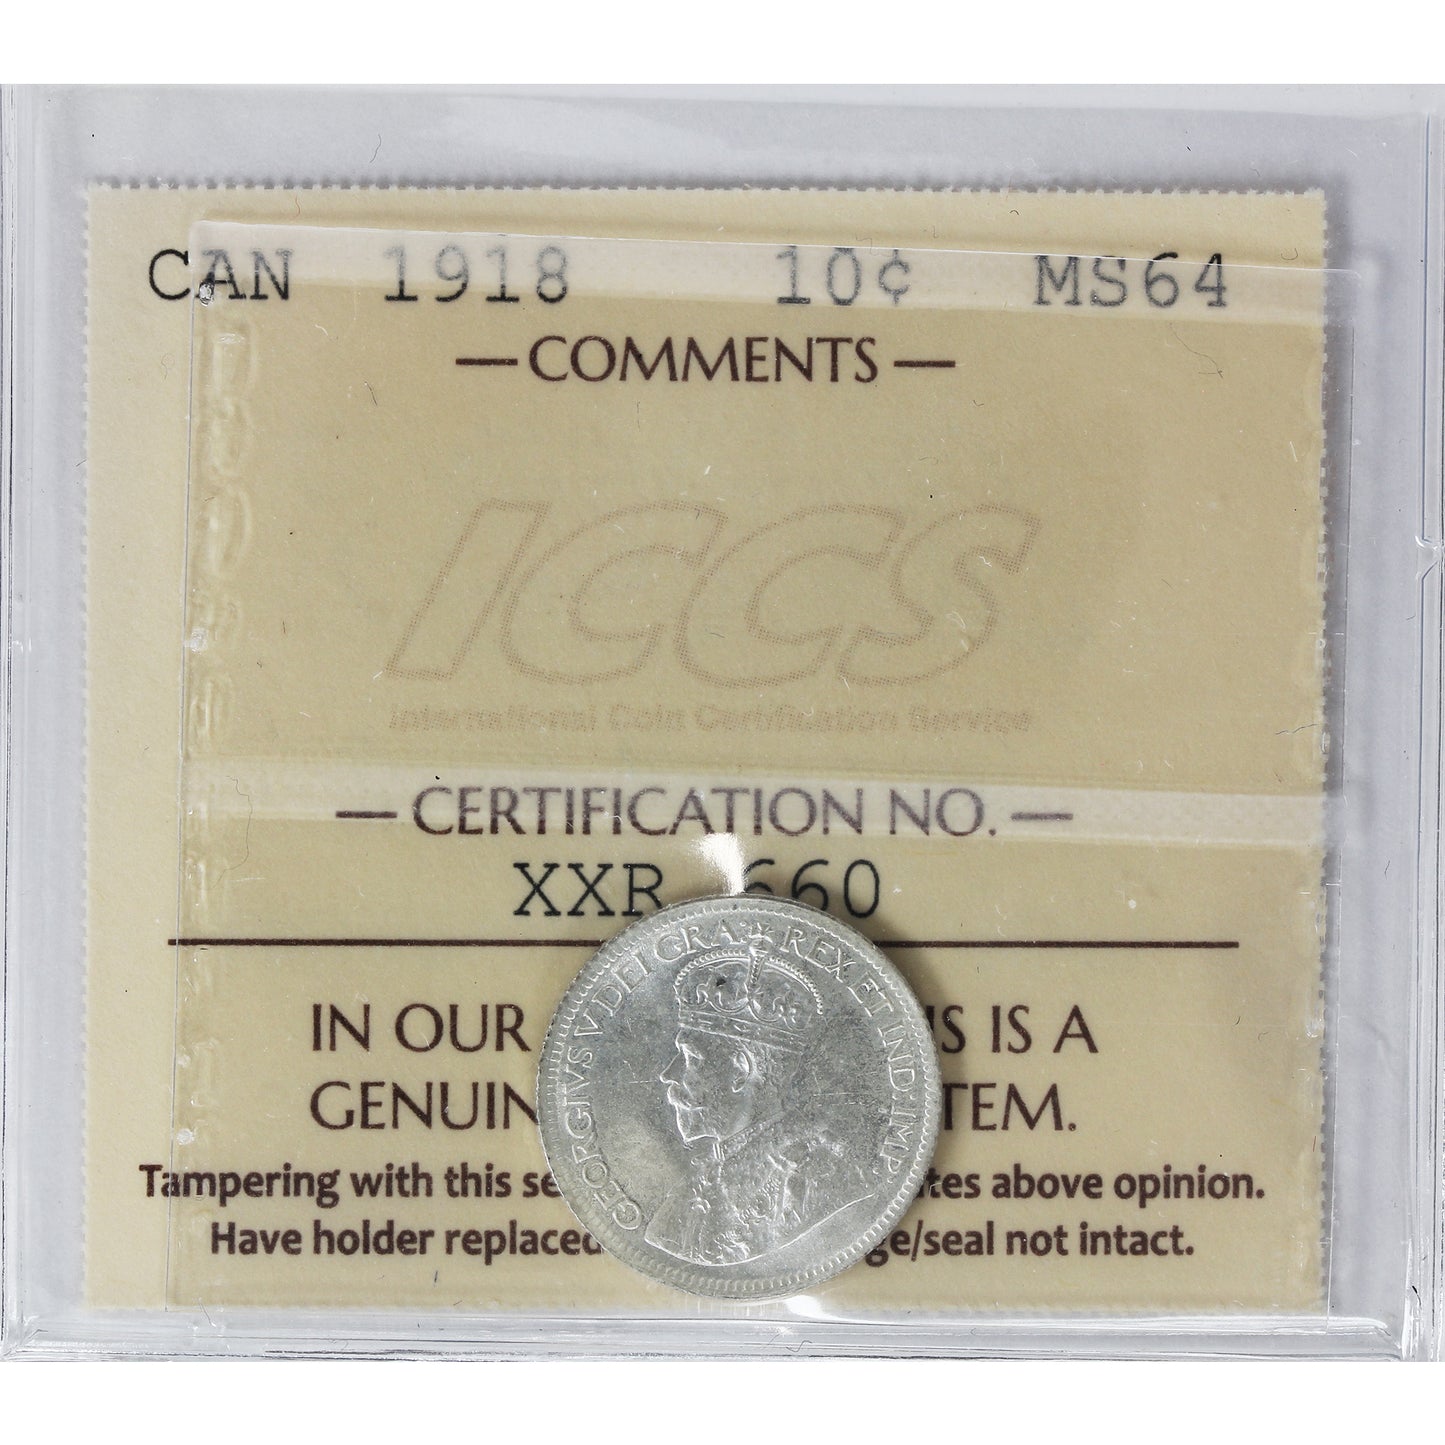 CAN 1918 10¢ MS64
— COMMENTS —
ICCS
International Coin Certification Service
— CERTIFICATION NO. —
XXR 660
IN OUR IS IS A
GENUIN TEM.
Tampering with this se tes above opinion.
Have holder replaced ge/seal not intact.
GEORGIVS V DEI GRA: REX ET IND: IMP: